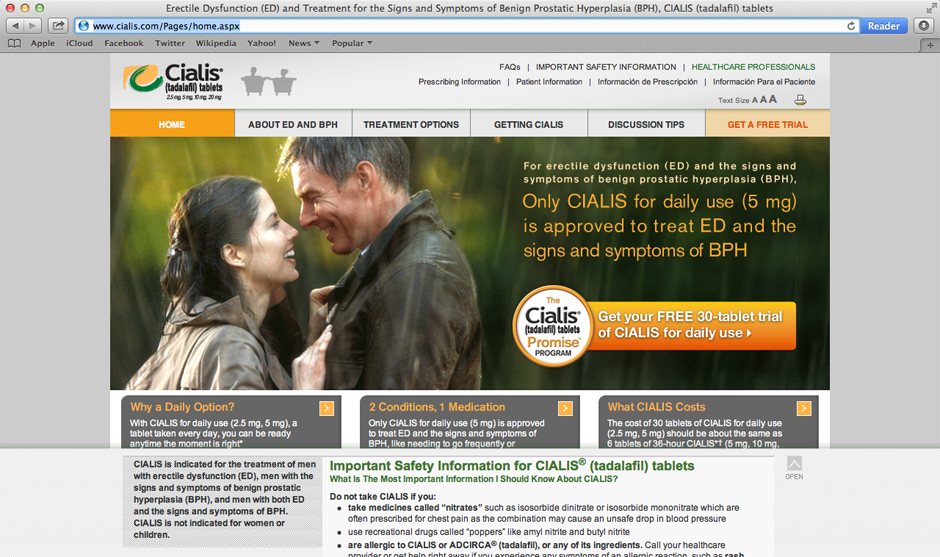 Erectile Dysfunction (ED) and Treatment for the Signs and Symptoms of Benign Prostatic Hyperplasia (BPH), CIALIS (tadalafil) tablets
www.cialis.com/Pages/home.aspx
Reader
Apple iCloud Facebook Twitter Wikipedia Yahoo! News Popular
FAQs | IMPORTANT SAFETY INFORMATION | HEALTHCARE PROFESSIONALS
Prescribing Information | Patient Information | Información de Prescripción | Información Para el Paciente
Cialis®
(tadalafil) tablets
2.5 mg, 5 mg, 10 mg, 20 mg
Text Size A A A
HOME
ABOUT ED AND BPH
TREATMENT OPTIONS
GETTING CIALIS
DISCUSSION TIPS
GET A FREE TRIAL
For erectile dysfunction (ED) and the signs and
symptoms of benign prostatic hyperplasia (BPH),
Only CIALIS for daily use (5 mg)
is approved to treat ED and the
signs and symptoms of BPH
The
Cialis®
(tadalafil) tablets
Promise™
PROGRAM
Get your FREE 30-tablet trial
of CIALIS for daily use
Why a Daily Option?
With CIALIS for daily use (2.5 mg, 5 mg), a
tablet taken every day, you can be ready
anytime the moment is right*
2 Conditions, 1 Medication
Only CIALIS for daily use (5 mg) is approved
to treat ED and the signs and symptoms of
BPH, like needing to go frequently or
What CIALIS Costs
The cost of 30 tablets of CIALIS for daily use
(2.5 mg, 5 mg) should be about the same as
6 tablets of 36-hour CIALIS*† (5 mg, 10 mg,
CIALIS is indicated for the treatment of men
with erectile dysfunction (ED), men with the
signs and symptoms of benign prostatic
hyperplasia (BPH), and men with both ED
and the signs and symptoms of BPH.
CIALIS is not indicated for women or
children.
Important Safety Information for CIALIS® (tadalafil) tablets
What Is The Most Important Information I Should Know About CIALIS?
Do not take CIALIS if you:
• take medicines called “nitrates” such as isosorbide dinitrate or isosorbide mononitrate which are
often prescribed for chest pain as the combination may cause an unsafe drop in blood pressure
• use recreational drugs called "poppers" like amyl nitrite and butyl nitrite
• are allergic to CIALIS or ADCIRCA® (tadalafil), or any of its ingredients. Call your healthcare
provider or get help right away if you experience any symptoms of an allergic reaction, such as rash,
OPEN